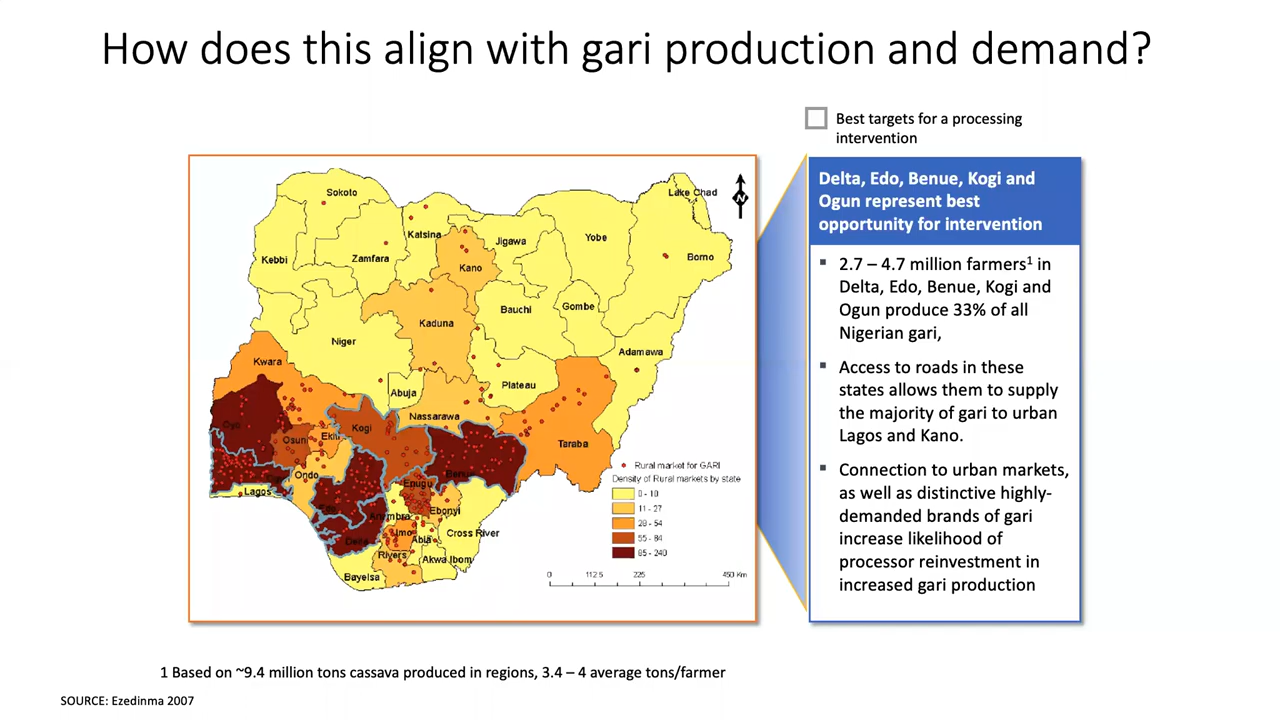 How does this align with gari production and demand?
Best targets for a processing
intervention
Delta, Edo, Benue, Kogi and
Ogun represent best
opportunity for intervention
▪ 2.7 – 4.7 million farmers¹ in
Delta, Edo, Benue, Kogi and
Ogun produce 33% of all
Nigerian gari,
▪ Access to roads in these
states allows them to supply
the majority of gari to urban
Lagos and Kano.
▪ Connection to urban markets,
as well as distinctive highly-
demanded brands of gari
increase likelihood of
processor reinvestment in
increased gari production
Sokoto
Lake Chad
N
Katsina
Jigawa
Yobe
Kebbi
Zamfara
Kano
Borno
Bauchi
Gombe
Kaduna
Niger
Adamawa
Kwara
Plateau
Abuja
Nassarawa
Oyo
Kogi
Osun
Ekiti
Taraba
Ondo
Benue
Enugu
Lagos
Edo
Anambra
Ebonyi
Imo
Cross River
Delta
Abia
Rivers
Akwa Ibom
Bayelsa
Rural market for GARI
Density of Rural markets by state
0 - 10
11 - 27
28 - 54
55 - 84
85 - 240
0 112.5 225 450 Km
1 Based on ~9.4 million tons cassava produced in regions, 3.4 – 4 average tons/farmer
SOURCE: Ezedinma 2007